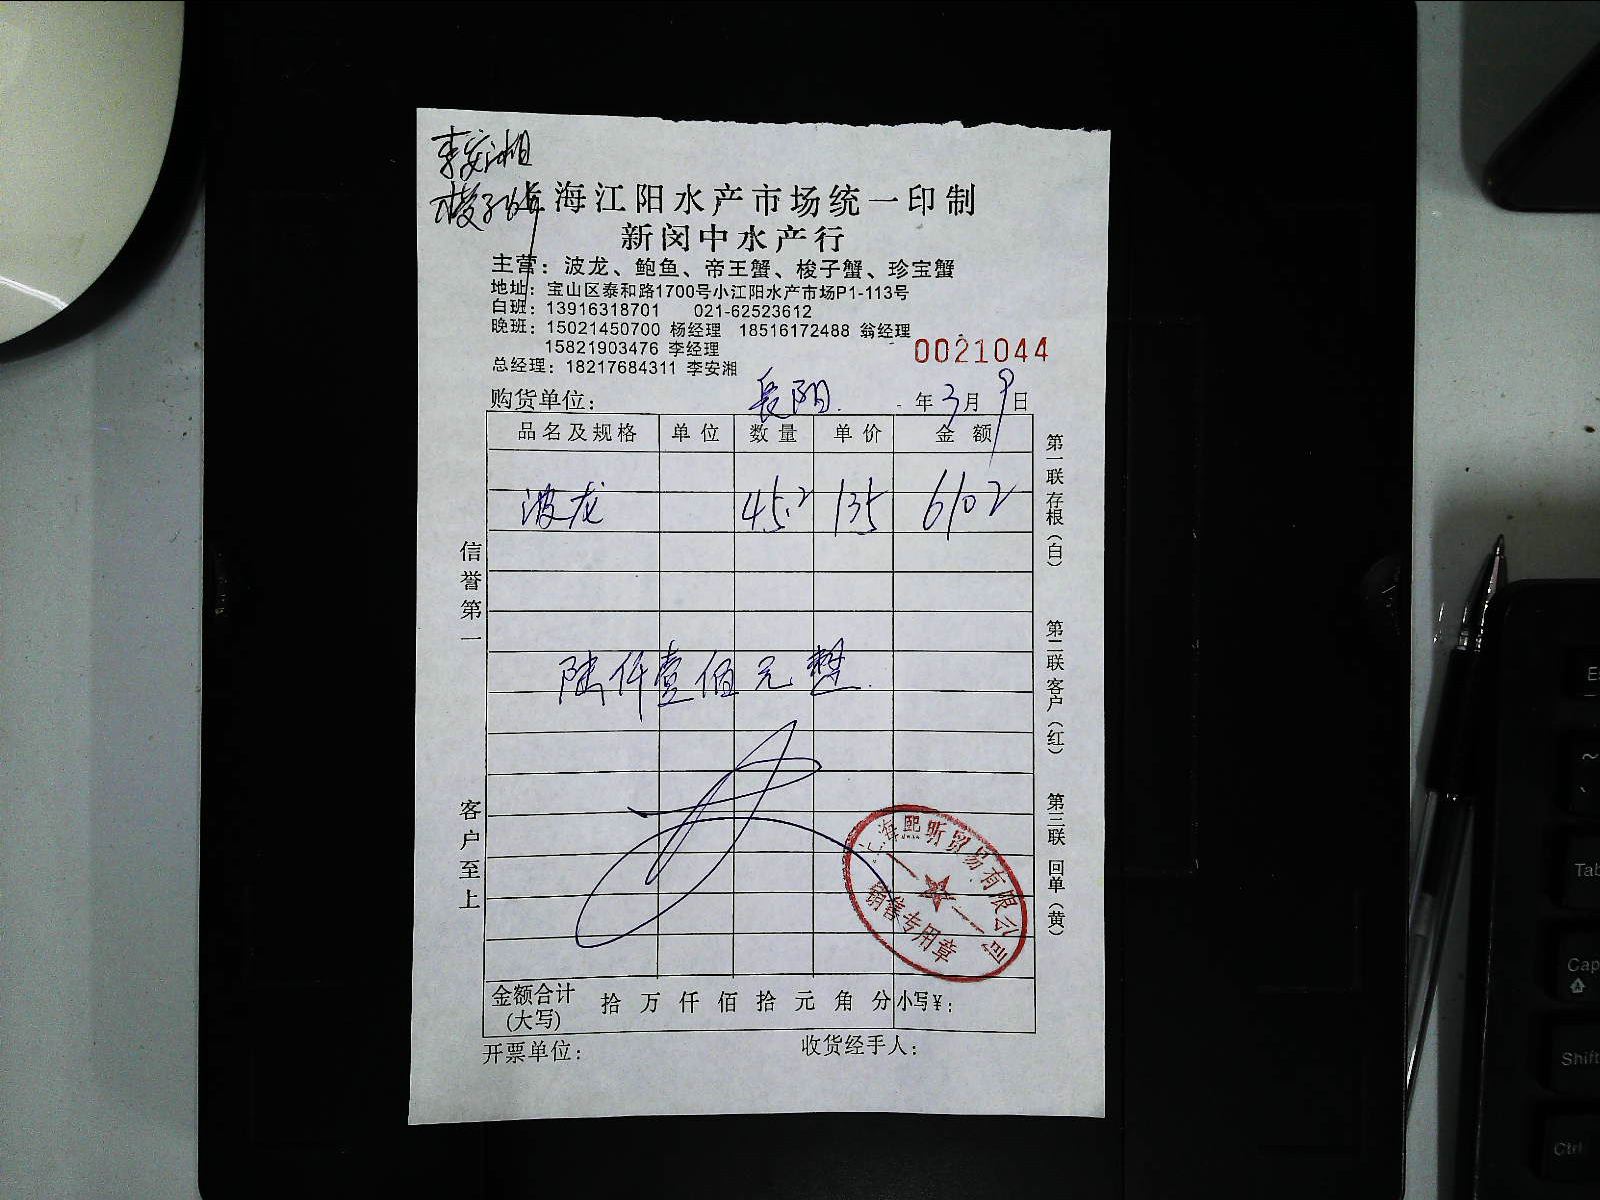 李安湘
梭子蟹
海江阳水产市场统一印制
新闵中水产行
主营：波龙、鲍鱼、帝王蟹、梭子蟹、珍宝蟹
地址：宝山区泰和路1700号小江阳水产市场P1-113号
白班：13916318701 021-62523612
晚班：15021450700 杨经理 18516172488 翁经理
15821903476 李经理
0021044
总经理：18217684311 李安湘
购货单位： 长阳 年 3 月 9 日
品名及规格 单位 数量 单价 金额
波龙 45.2 135 6102
陆仟壹佰元整
金额合计(大写) 拾 万 仟 佰 拾 元 角 分 小写￥：
开票单位： 收货经手人：
信誉第一
客户至上
第一联 存根（白）
第二联 客户（红）
第三联 回单（黄）
上海熙昕贸易有限公司
销售专用章